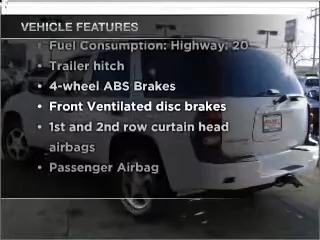 VEHICLE FEATURES
• Fuel Consumption: Highway: 20
• Trailer hitch
• 4-wheel ABS Brakes
• Front Ventilated disc brakes
• 1st and 2nd row curtain head
airbags
• Passenger Airbag